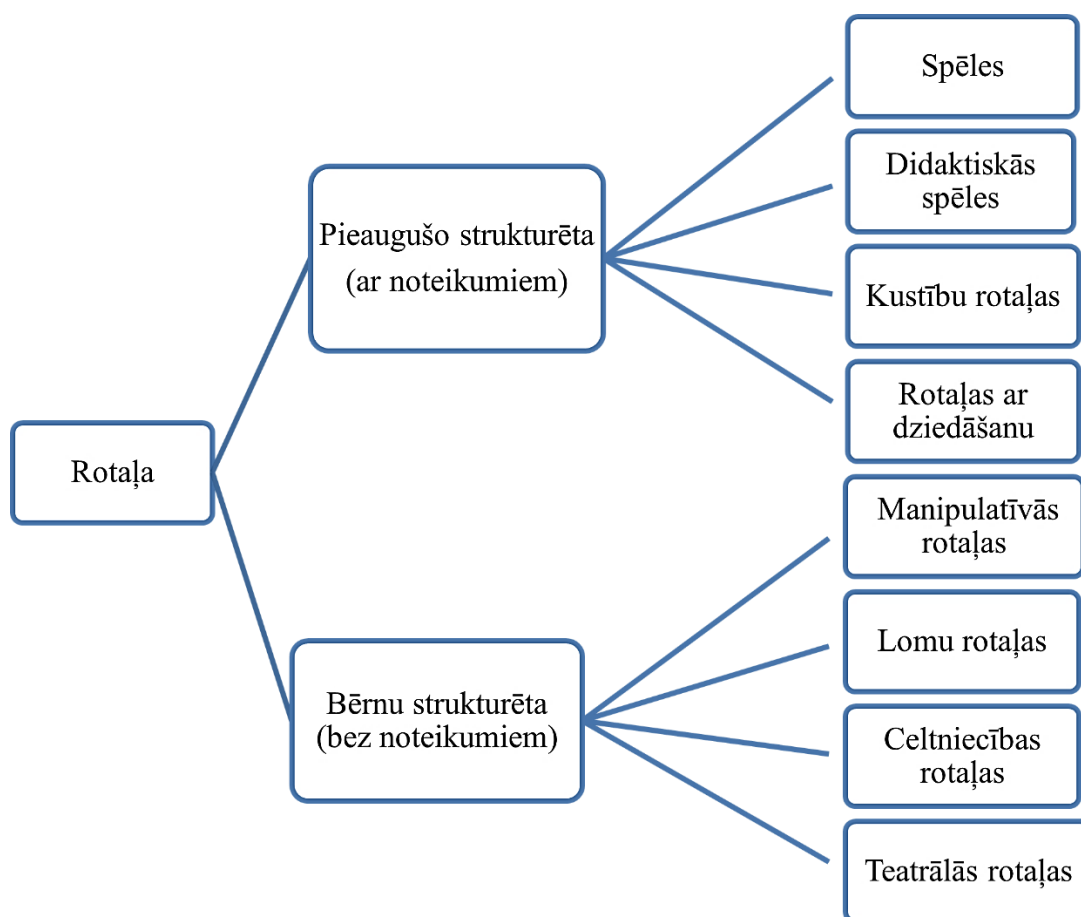 Rotaļa
Pieaugušo strukturēta
(ar noteikumiem)
Spēles
Didaktiskās
spēles
Kustību rotaļas
Rotaļas ar
dziedāšanu
Bērnu strukturēta
(bez noteikumiem)
Manipulatīvās
rotaļas
Lomu rotaļas
Celtniecības
rotaļas
Teatrālās rotaļas